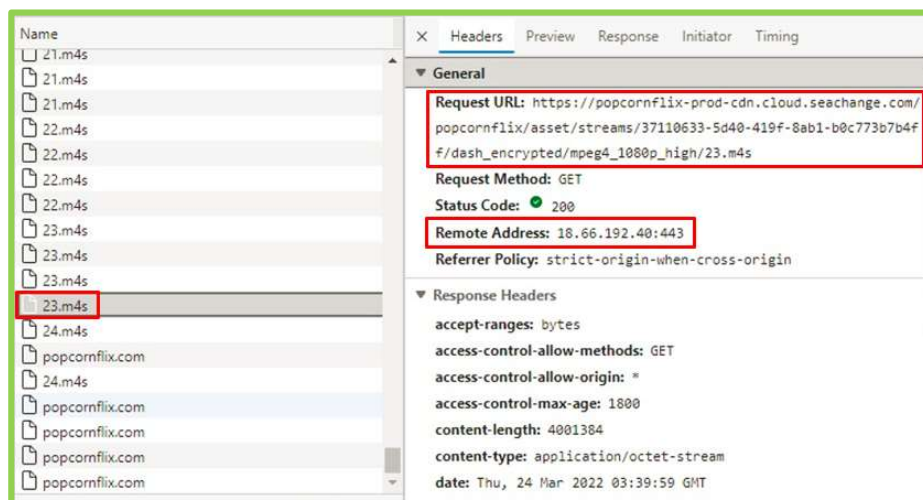 Name
21.m4s
21.m4s
21.m4s
22.m4s
22.m4s
22.m4s
22.m4s
23.m4s
23.m4s
23.m4s
23.m4s
24.m4s
popcornflix.com
24.m4s
popcornflix.com
popcornflix.com
popcornflix.com
popcornflix.com
× Headers Preview Response Initiator Timing
▼ General
Request URL: https://popcornflix-prod-cdn.cloud.seachange.com/
popcornflix/asset/streams/37110633-5d40-419f-8ab1-b0c773b7b4f
f/dash_encrypted/mpeg4_1080p_high/23.m4s
Request Method: GET
Status Code: 200
Remote Address: 18.66.192.40:443
Referrer Policy: strict-origin-when-cross-origin
▼ Response Headers
accept-ranges: bytes
access-control-allow-methods: GET
access-control-allow-origin: *
access-control-max-age: 1800
content-length: 4001384
content-type: application/octet-stream
date: Thu, 24 Mar 2022 03:39:59 GMT